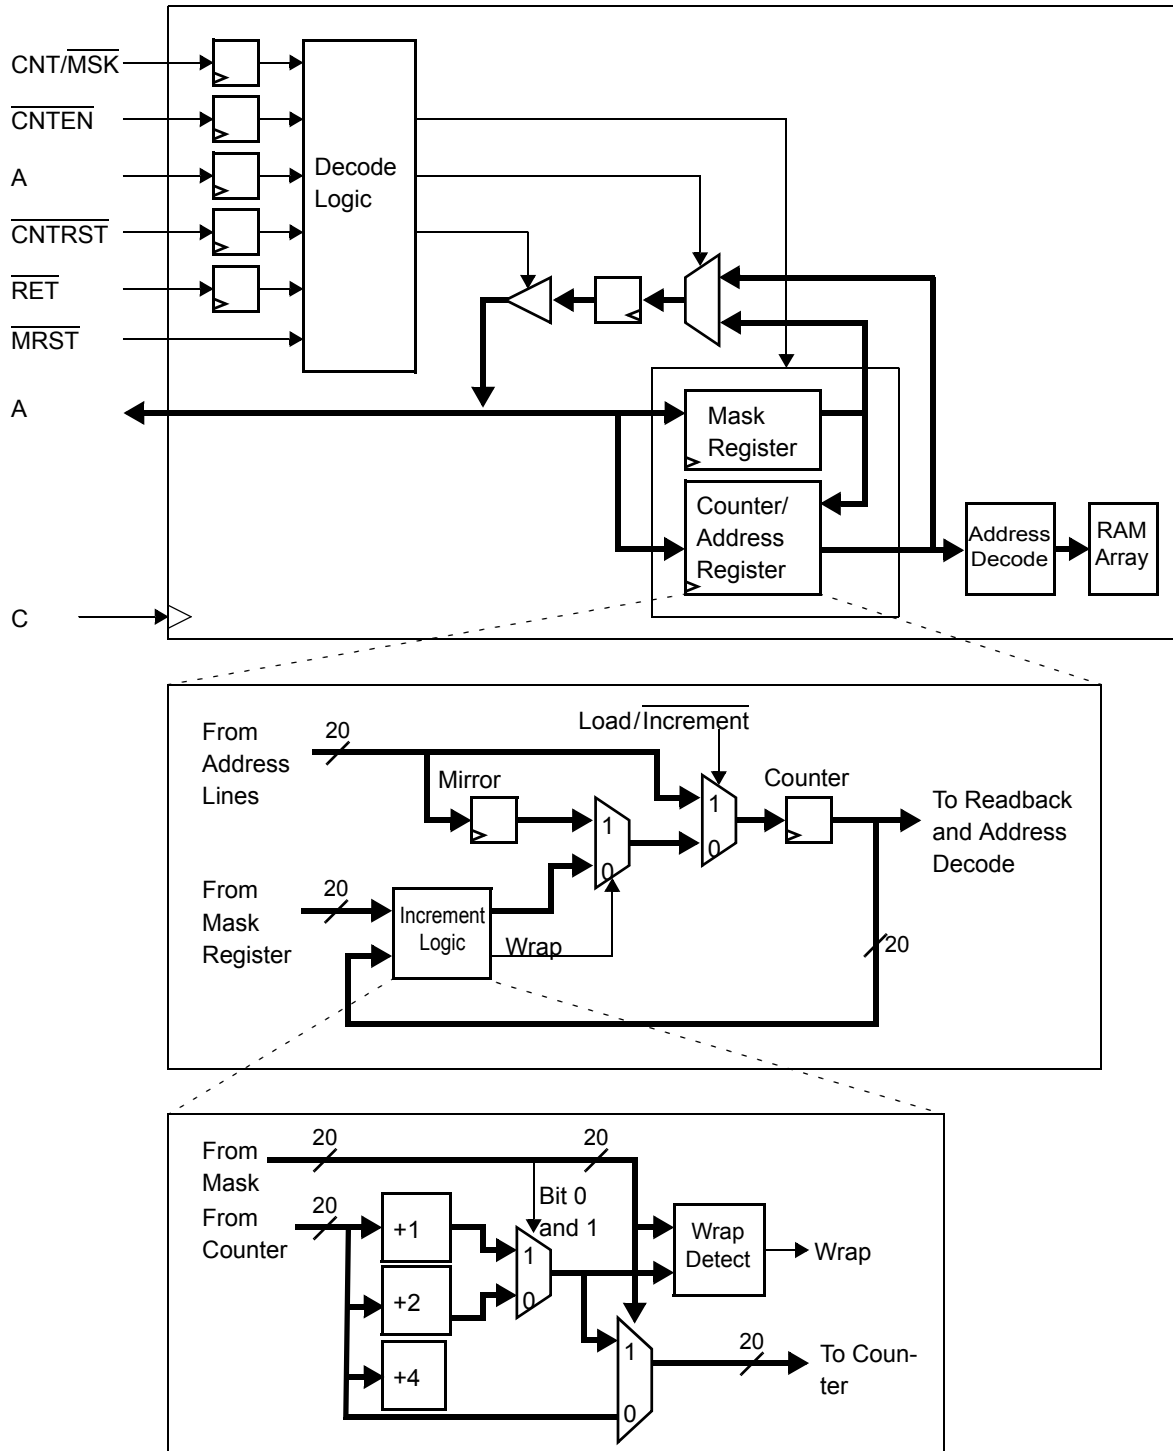 CNT/MSK
CNTEN
A
CNTRST
RET
MRST
A
C
Decode
Logic
Mask
Register
Counter/
Address
Register
Address
Decode
RAM
Array
From
Address
Lines
20
Mirror
Load/Increment
Counter
1
0
1
0
To Readback
and Address
Decode
From
Mask
Register
20
Increment
Logic
Wrap
20
From
Mask
20
20
Bit 0
and 1
From
Counter
20
+1
+2
+4
1
0
Wrap
Detect
Wrap
1
0
20
To Coun-
ter